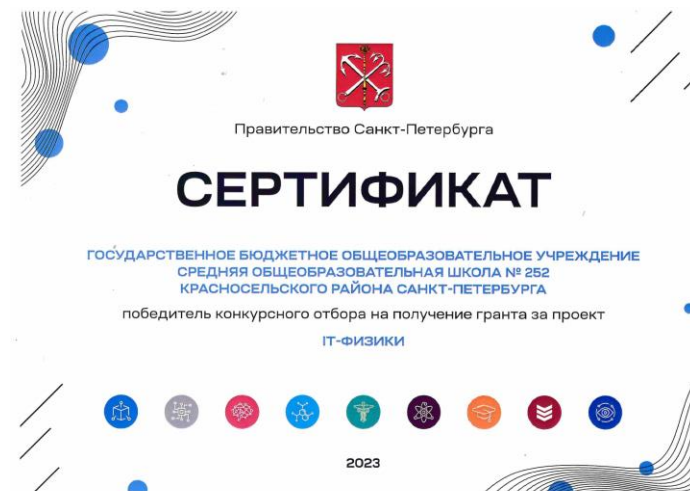 Правительство Санкт-Петербурга
СЕРТИФИКАТ
ГОСУДАРСТВЕННОЕ БЮДЖЕТНОЕ ОБЩЕОБРАЗОВАТЕЛЬНОЕ УЧРЕЖДЕНИЕ
СРЕДНЯЯ ОБЩЕОБРАЗОВАТЕЛЬНАЯ ШКОЛА № 252
КРАСНОСЕЛЬСКОГО РАЙОНА САНКТ-ПЕТЕРБУРГА
победитель конкурсного отбора на получение гранта за проект
IT-ФИЗИКИ
2023